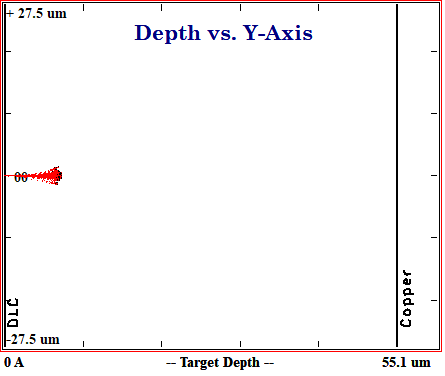 + 27.5 um
Depth vs. Y-Axis
00
DLC
Copper
-27.5 um
0 A
-- Target Depth --
55.1 um